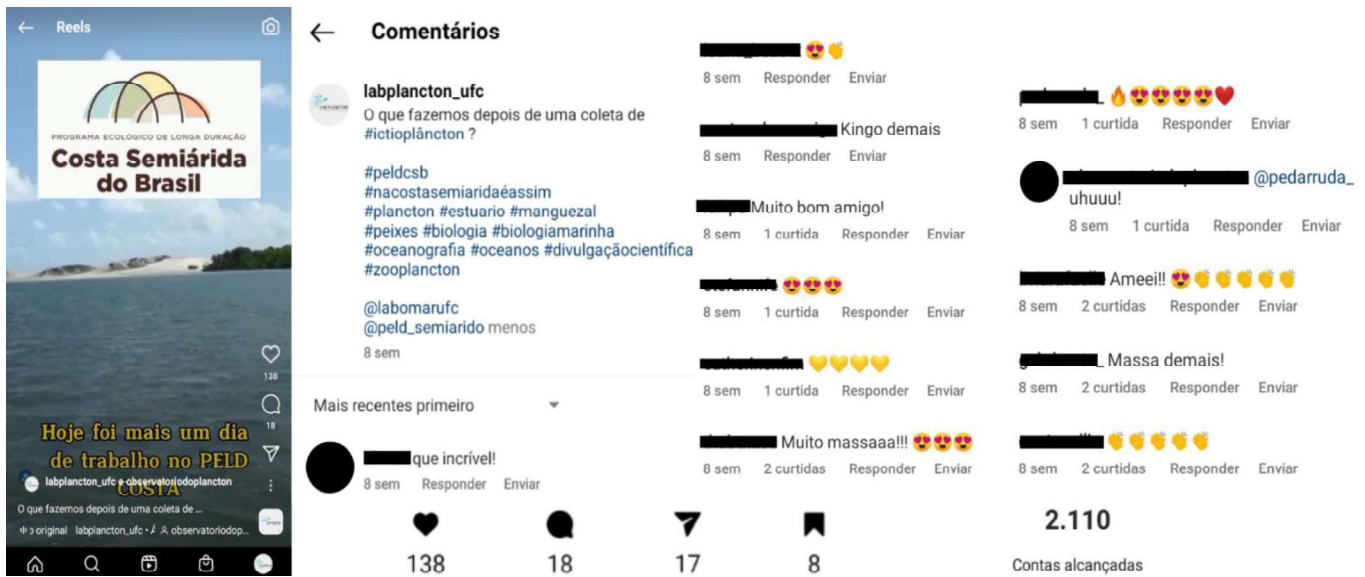 Reels
PROGRAMA ECOLÓGICO DE LONGA DURAÇÃO
Costa Semiárida
do Brasil
138
18
Hoje foi mais um dia
de trabalho no PELD
COSTA
labplancton_ufc e observatoriodoplancton
O que fazemos depois de uma coleta de ...
original labplancton_ufc • observatoriodop...
Comentários
labplancton_ufc
O que fazemos depois de uma coleta de
#ictioplâncton ?
#peldcsb
#nacostasemiaridaéassim
#plancton #estuario #manguezal
#peixes #biologia #biologiamarinha
#oceanografia #oceanos #divulgaçãocientífica
#zooplancton
@labomarufc
@peld_semiarido menos
8 sem
Mais recentes primeiro
que incrível!
8 sem Responder Enviar
138 18 17 8
😍👏
8 sem Responder Enviar
Kingo demais
8 sem Responder Enviar
Muito bom amigo!
8 sem 1 curtida Responder Enviar
😍😍😍
8 sem 1 curtida Responder Enviar
💛💛💛💛
8 sem 1 curtida Responder Enviar
Muito massaaa!!! 😍😍😍
8 sem 2 curtidas Responder Enviar
🔥😍😍😍😍❤️
8 sem 1 curtida Responder Enviar
@pedarruda_
uhuuu!
8 sem 1 curtida Responder Enviar
Ameei!! 😍👏👏👏👏👏
8 sem 2 curtidas Responder Enviar
Massa demais!
8 sem 2 curtidas Responder Enviar
👏👏👏👏👏
8 sem 2 curtidas Responder Enviar
2.110
Contas alcançadas